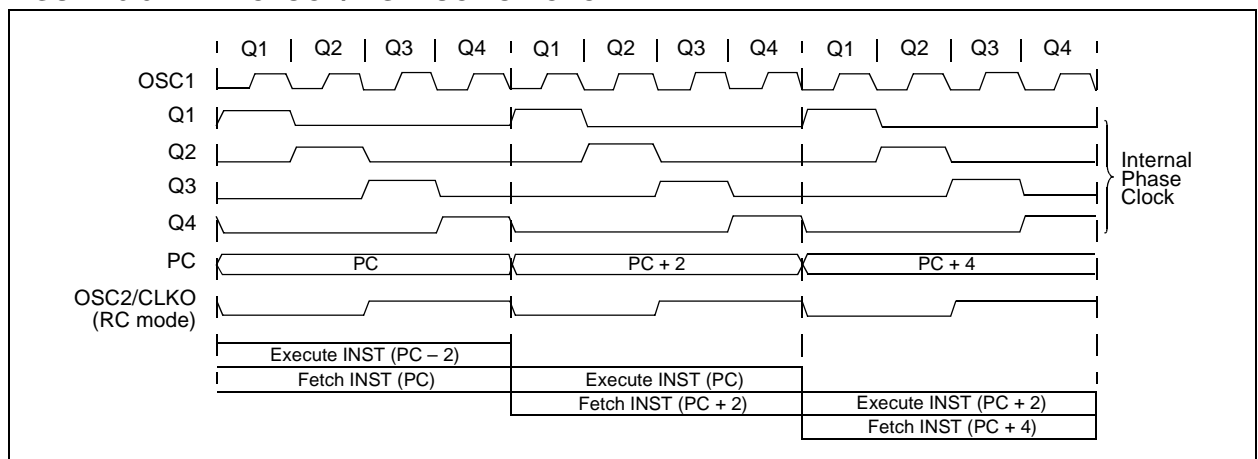 Q1 Q2 Q3 Q4 Q1 Q2 Q3 Q4 Q1 Q2 Q3 Q4
OSC1
Q1
Q2
Q3
Q4
Internal
Phase
Clock
PC PC PC + 2 PC + 4
OSC2/CLKO
(RC mode)
Execute INST (PC – 2)
Fetch INST (PC) Execute INST (PC)
Fetch INST (PC + 2) Execute INST (PC + 2)
Fetch INST (PC + 4)